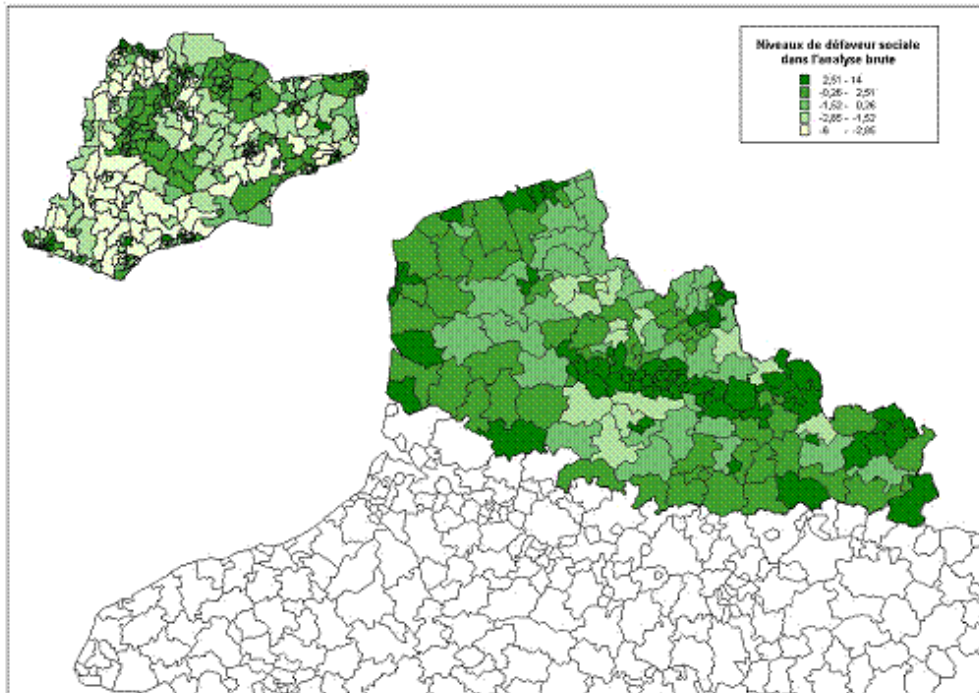 Niveaux de défaveur sociale
dans l'analyse brute
2,51 - 14
-0,26 - 2,51
-1,52 - 0,26
-2,85 - -1,52
-6 - -2,85